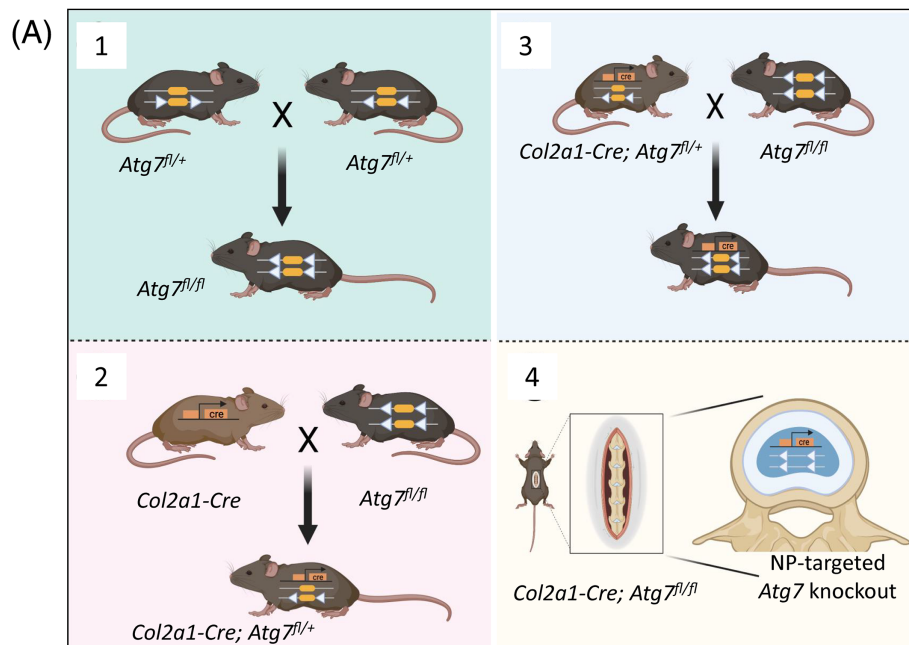 (A)
1
X
Atg7fl/+
Atg7fl/+
Atg7fl/fl
2
cre
X
Col2a1-Cre
Atg7fl/fl
cre
Col2a1-Cre; Atg7fl/+
3
cre
X
Col2a1-Cre; Atg7fl/+
Atg7fl/fl
cre
4
cre
Col2a1-Cre; Atg7fl/fl
NP-targeted
Atg7 knockout